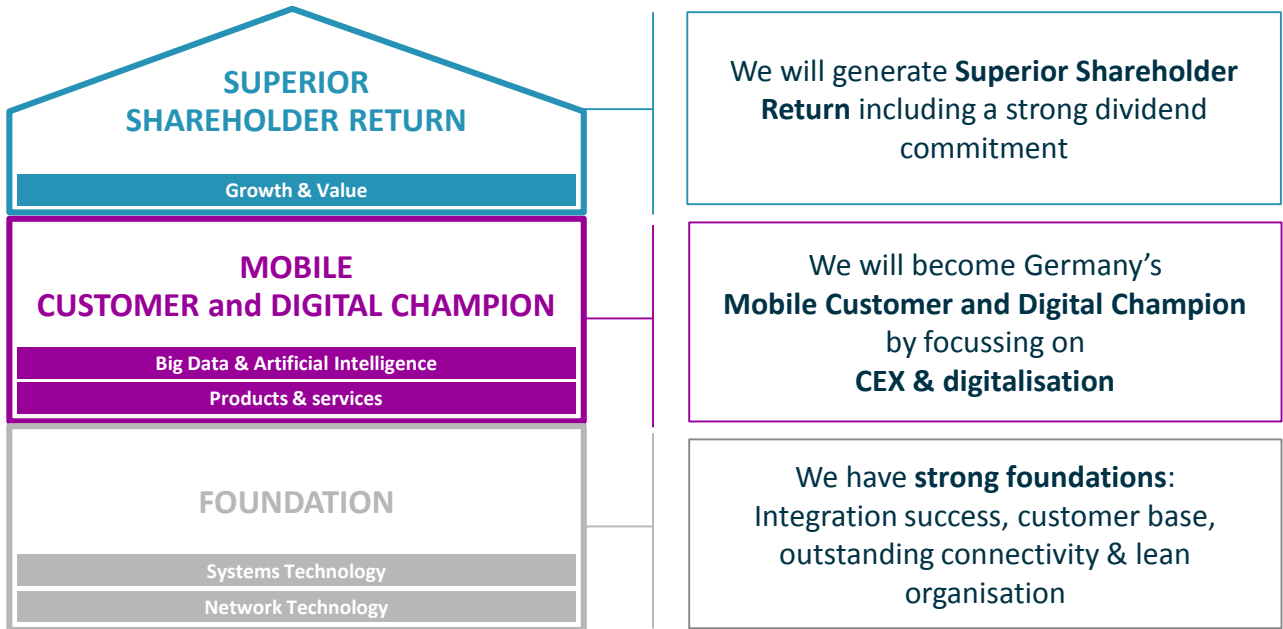 SUPERIOR
SHAREHOLDER RETURN
Growth & Value
We will generate Superior Shareholder
Return including a strong dividend
commitment
MOBILE
CUSTOMER and DIGITAL CHAMPION
Big Data & Artificial Intelligence
Products & services
We will become Germany’s
Mobile Customer and Digital Champion
by focussing on
CEX & digitalisation
FOUNDATION
Systems Technology
Network Technology
We have strong foundations:
Integration success, customer base,
outstanding connectivity & lean
organisation